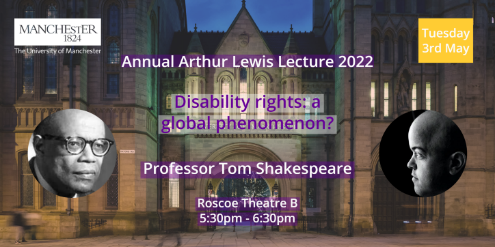 MANCHESTER
1824
The University of Manchester
Tuesday
3rd May
Annual Arthur Lewis Lecture 2022
Disability rights: a
global phenomenon?
Professor Tom Shakespeare
Roscoe Theatre B
5:30pm - 6:30pm